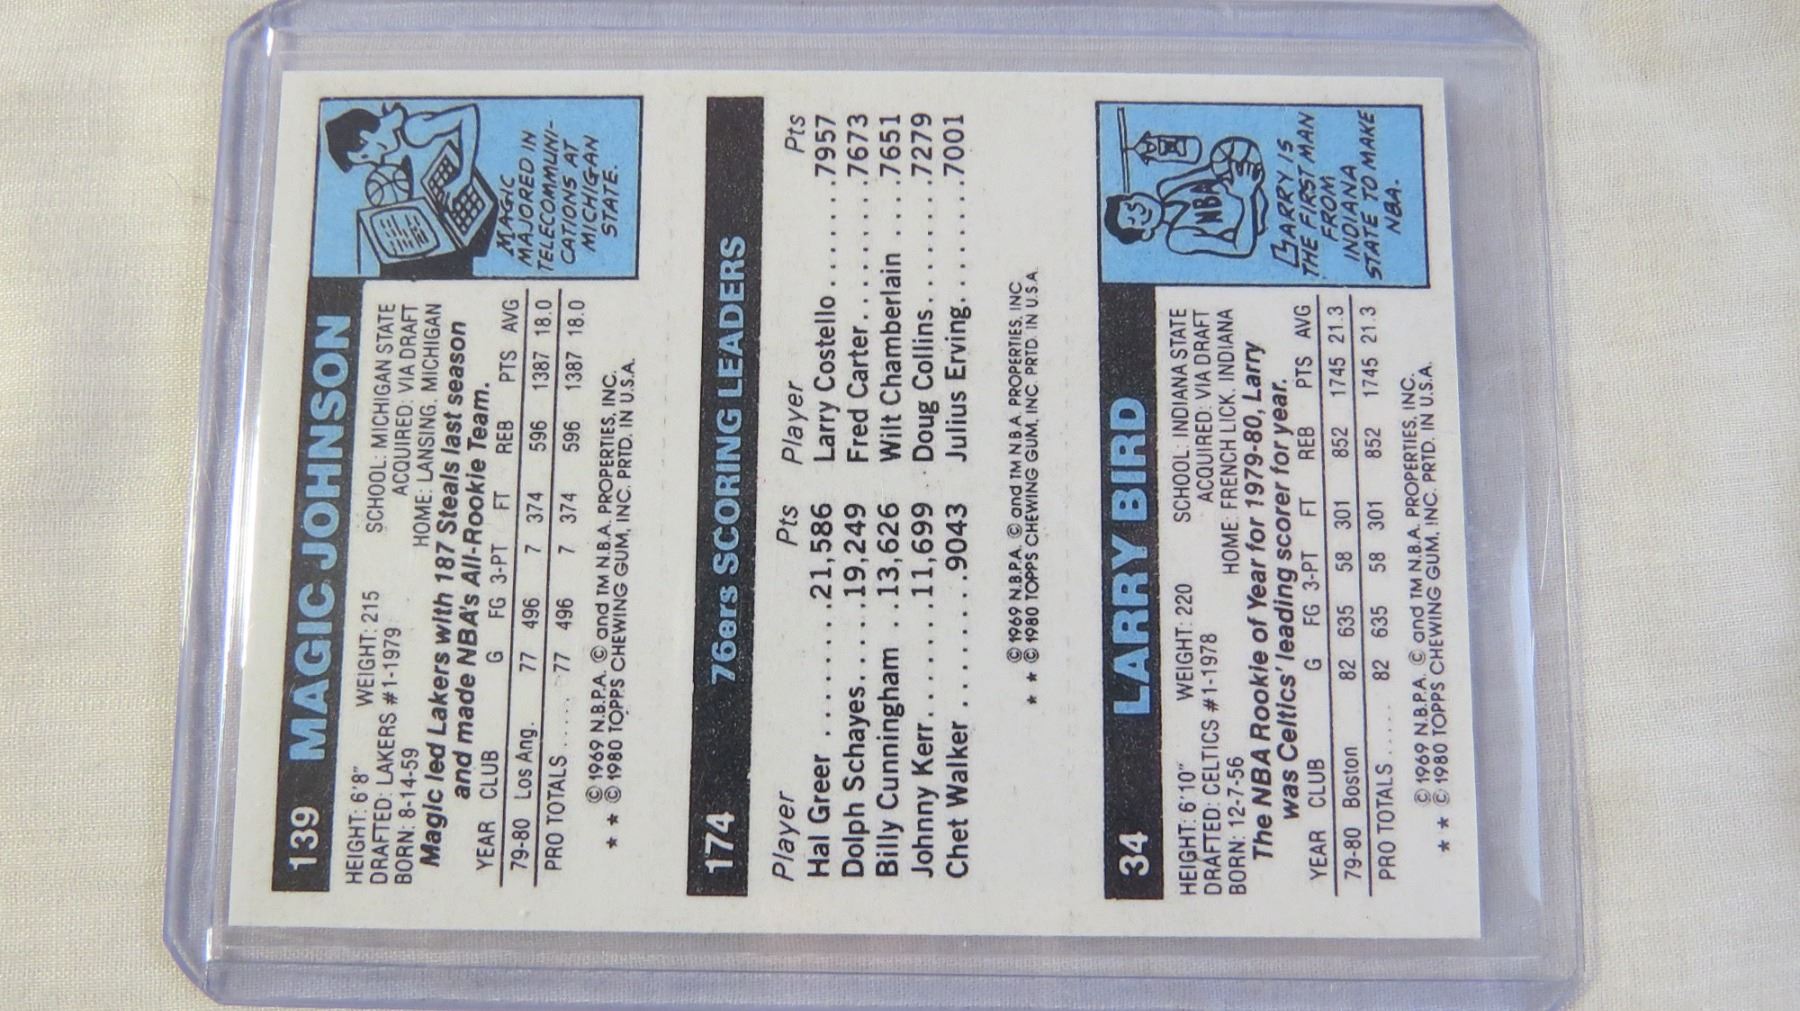 139 MAGIC JOHNSON
HEIGHT: 6'8" WEIGHT: 215 SCHOOL: MICHIGAN STATE
DRAFTED: LAKERS #1-1979 ACQUIRED: VIA DRAFT
BORN: 8-14-59 HOME: LANSING, MICHIGAN
Magic led Lakers with 187 Steals last season
and made NBA's All-Rookie Team.
YEAR CLUB G FG 3-PT FT REB PTS AVG
79-80 Los Ang. 77 496 7 374 596 1387 18.0
PRO TOTALS ..... 77 496 7 374 596 1387 18.0
© 1969 N.B.P.A. © and TM N.B.A. PROPERTIES, INC.
* * © 1980 TOPPS CHEWING GUM, INC. PRTD. IN U.S.A.
MAGIC
MAJORED IN
TELECOMMUNI-
CATIONS AT
MICHIGAN
STATE.
174 76ers SCORING LEADERS
Player Pts Player Pts
Hal Greer ........21,586 Larry Costello.......7957
Dolph Schayes....19,249 Fred Carter........7673
Billy Cunningham ..13,626 Wilt Chamberlain ...7651
Johnny Kerr.......11,699 Doug Collins.......7279
Chet Walker .........9043 Julius Erving.......7001
© 1969 N.B.P.A. © and TM N.B.A. PROPERTIES, INC.
* * © 1980 TOPPS CHEWING GUM, INC. PRTD. IN U.S.A.
34 LARRY BIRD
HEIGHT: 6'10" WEIGHT: 220 SCHOOL: INDIANA STATE
DRAFTED: CELTICS #1-1978 ACQUIRED: VIA DRAFT
BORN: 12-7-56 HOME: FRENCH LICK, INDIANA
The NBA Rookie of Year for 1979-80, Larry
was Celtics' leading scorer for year.
YEAR CLUB G FG 3-PT FT REB PTS AVG
79-80 Boston 82 635 58 301 852 1745 21.3
PRO TOTALS ..... 82 635 58 301 852 1745 21.3
© 1969 N.B.P.A. © and TM N.B.A. PROPERTIES, INC.
* * © 1980 TOPPS CHEWING GUM, INC. PRTD. IN U.S.A.
NBA
LARRY IS
THE FIRST MAN
FROM
INDIANA
STATE TO MAKE
NBA.